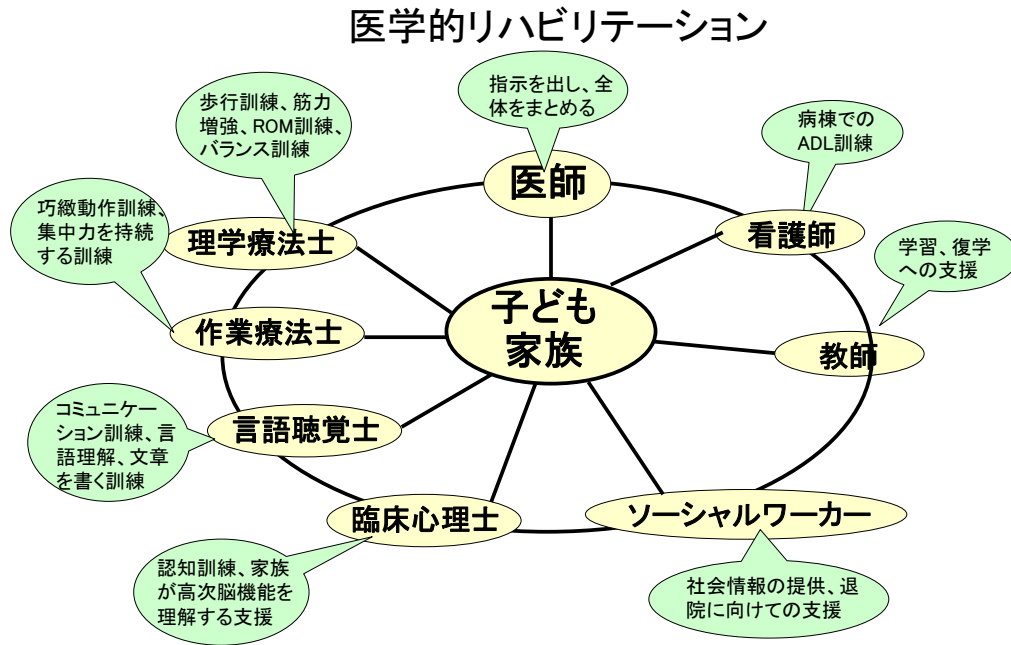 医学的リハビリテーション
指示を出し、全
体をまとめる
医師
歩行訓練、筋力
増強、ROM訓練、
バランス訓練
理学療法士
病棟での
ADL訓練
看護師
巧緻動作訓練、
集中力を持続
する訓練
作業療法士
学習、復学
への支援
教師
子ども
家族
コミュニケー
ション訓練、言
語理解、文章
を書く訓練
言語聴覚士
臨床心理士
認知訓練、家族
が高次脳機能を
理解する支援
ソーシャルワーカー
社会情報の提供、退
院に向けての支援